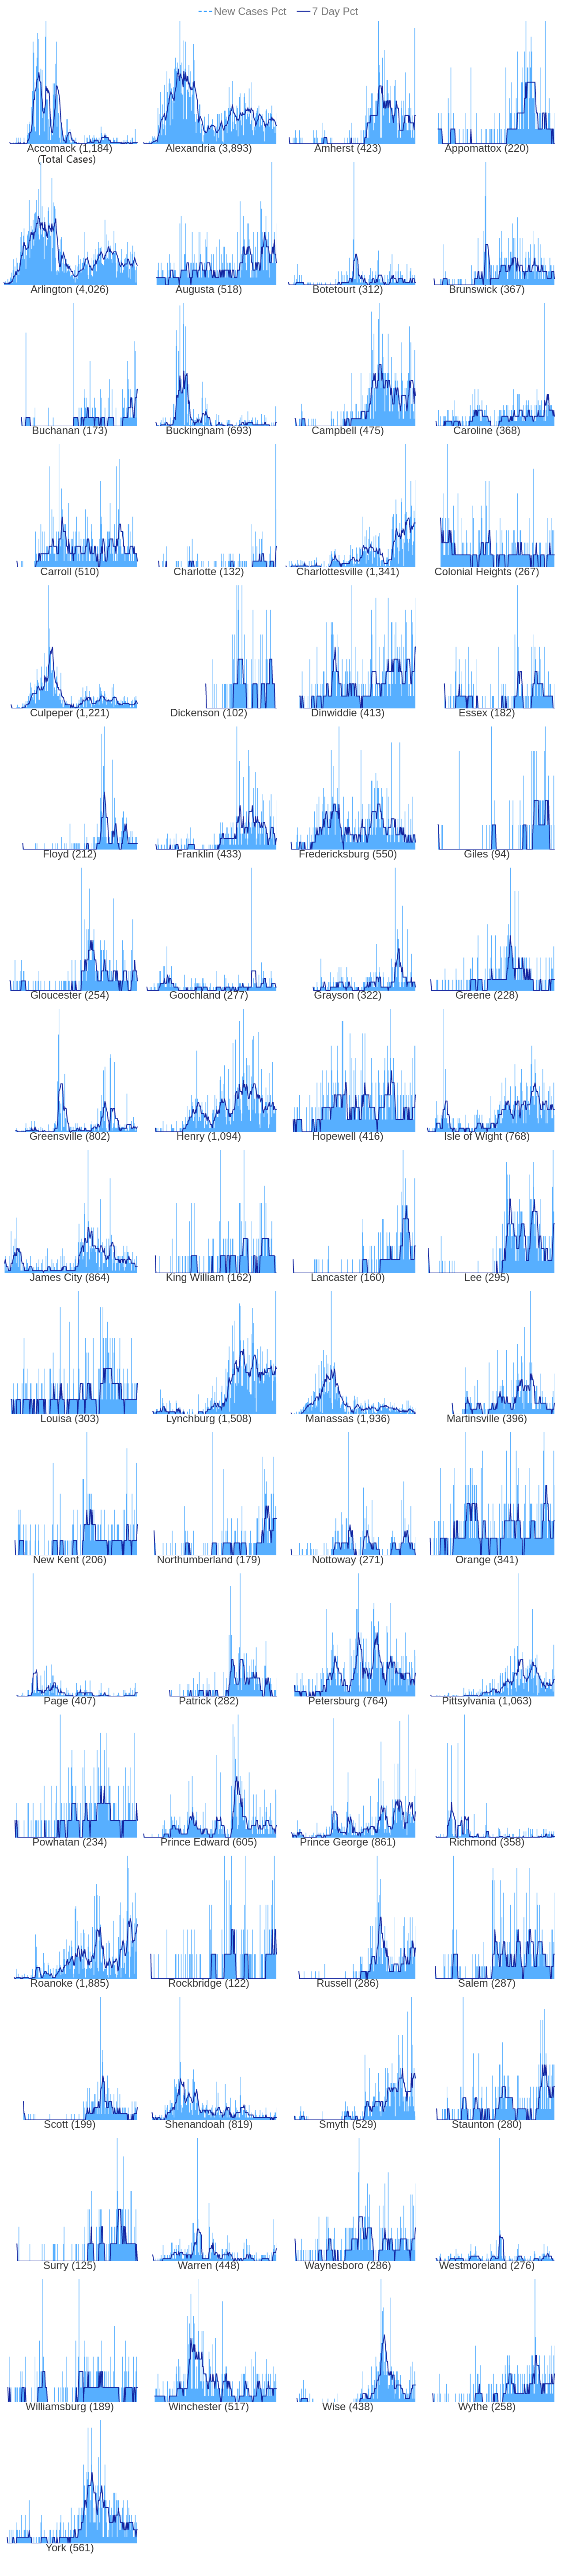 New Cases Pct 7 Day Pct
Accomack (1,184) Alexandria (3,893) Amherst (423) Appomattox (220)
(Total Cases)
Arlington (4,026) Augusta (518) Botetourt (312) Brunswick (367)
Buchanan (173) Buckingham (693) Campbell (475) Caroline (368)
Carroll (510) Charlotte (132) Charlottesville (1,341) Colonial Heights (267)
Culpeper (1,221) Dickenson (102) Dinwiddie (413) Essex (182)
Floyd (212) Franklin (433) Fredericksburg (550) Giles (94)
Gloucester (254) Goochland (277) Grayson (322) Greene (228)
Greensville (802) Henry (1,094) Hopewell (416) Isle of Wight (768)
James City (864) King William (162) Lancaster (160) Lee (295)
Louisa (303) Lynchburg (1,508) Manassas (1,936) Martinsville (396)
New Kent (206) Northumberland (179) Nottoway (271) Orange (341)
Page (407) Patrick (282) Petersburg (764) Pittsylvania (1,063)
Powhatan (234) Prince Edward (605) Prince George (861) Richmond (358)
Roanoke (1,885) Rockbridge (122) Russell (286) Salem (287)
Scott (199) Shenandoah (819) Smyth (529) Staunton (280)
Surry (125) Warren (448) Waynesboro (286) Westmoreland (276)
Williamsburg (189) Winchester (517) Wise (438) Wythe (258)
York (561)